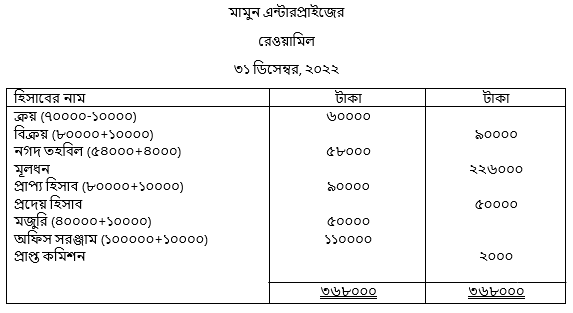 মামুন এন্টারপ্রাইজের
রেওয়ামিল
৩১ ডিসেম্বর, ২০২২
হিসাবের নাম টাকা টাকা
ক্রয় (৭০০০০-১০০০০) ৬০০০০
বিক্রয় (৮০০০০+১০০০০) ৯০০০০
নগদ তহবিল (৫৪০০০+৪০০০) ৫৮০০০
মূলধন ২২৬০০০
প্রাপ্য হিসাব (৮০০০০+১০০০০) ৯০০০০
প্রদেয় হিসাব ৫০০০০
মজুরি (৪০০০০+১০০০০) ৫০০০০
অফিস সরঞ্জাম (১০০০০০+১০০০০) ১১০০০০
প্রাপ্ত কমিশন ২০০০
৩৬৮০০০ ৩৬৮০০০